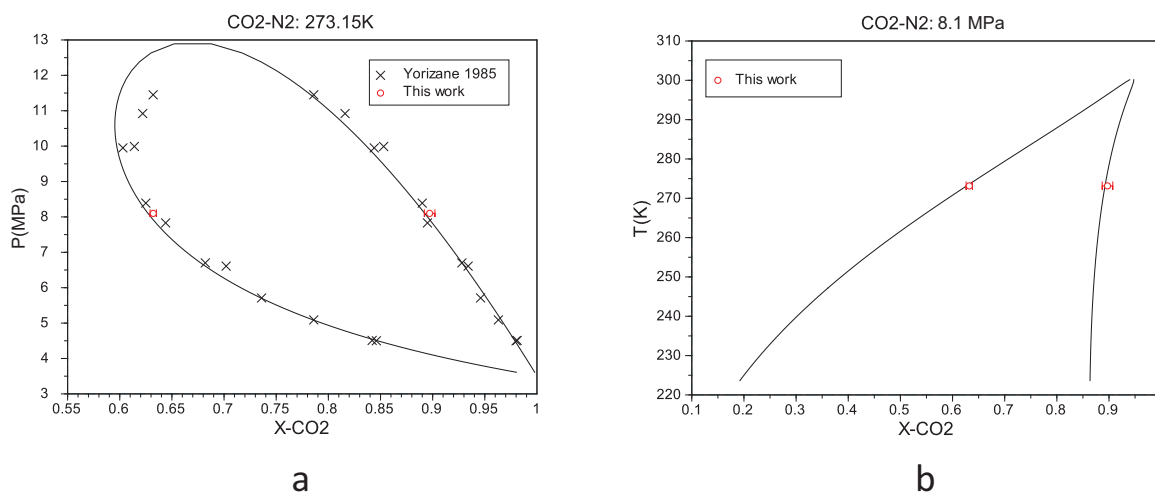 CO2-N2: 273.15K
13
12
11
10
9
8
7
6
5
4
3
P(MPa)
Yorizane 1985
This work
0.55 0.6 0.65 0.7 0.75 0.8 0.85 0.9 0.95 1
X-CO2
a
CO2-N2: 8.1 MPa
310
300
290
280
270
260
250
240
230
220
T(K)
This work
0.1 0.2 0.3 0.4 0.5 0.6 0.7 0.8 0.9
X-CO2
b